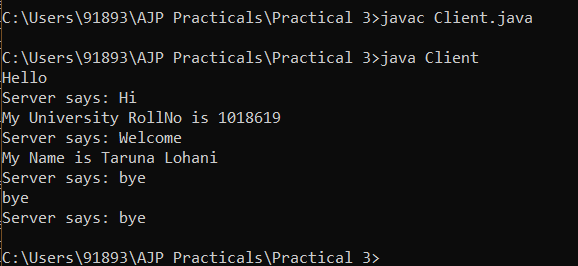 C:\Users\91893\AJP Practicals\Practical 3>javac Client.java
C:\Users\91893\AJP Practicals\Practical 3>java Client
Hello
Server says: Hi
My University RollNo is 1018619
Server says: Welcome
My Name is Taruna Lohani
Server says: bye
bye
Server says: bye
C:\Users\91893\AJP Practicals\Practical 3>